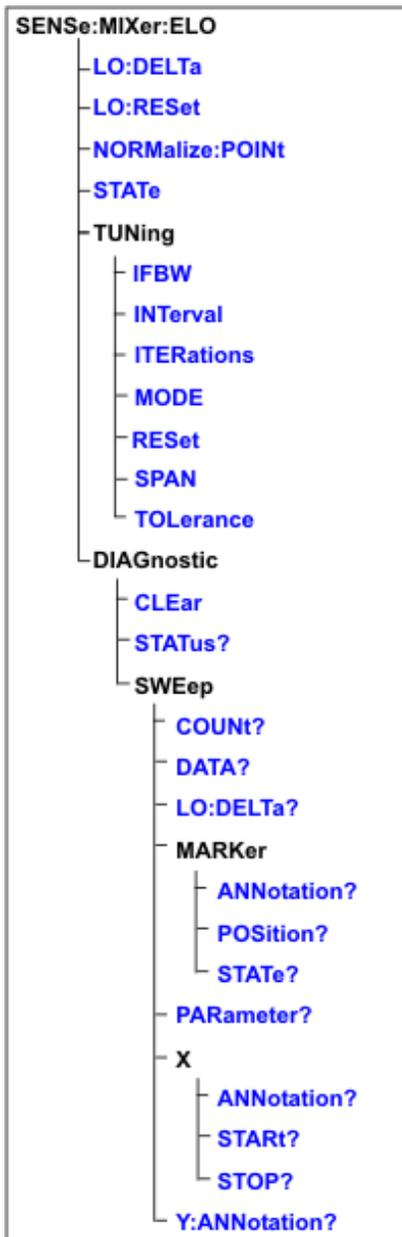 SENSe:MIXer:ELO
LO:DELTa
LO:RESet
NORMalize:POINt
STATe
TUNing
IFBW
INTerval
ITERations
MODE
RESet
SPAN
TOLerance
DIAGnostic
CLEar
STATus?
SWEep
COUNt?
DATA?
LO:DELTa?
MARKer
ANNotation?
POSition?
STATe?
PARameter?
X
ANNotation?
STARt?
STOP?
Y:ANNotation?